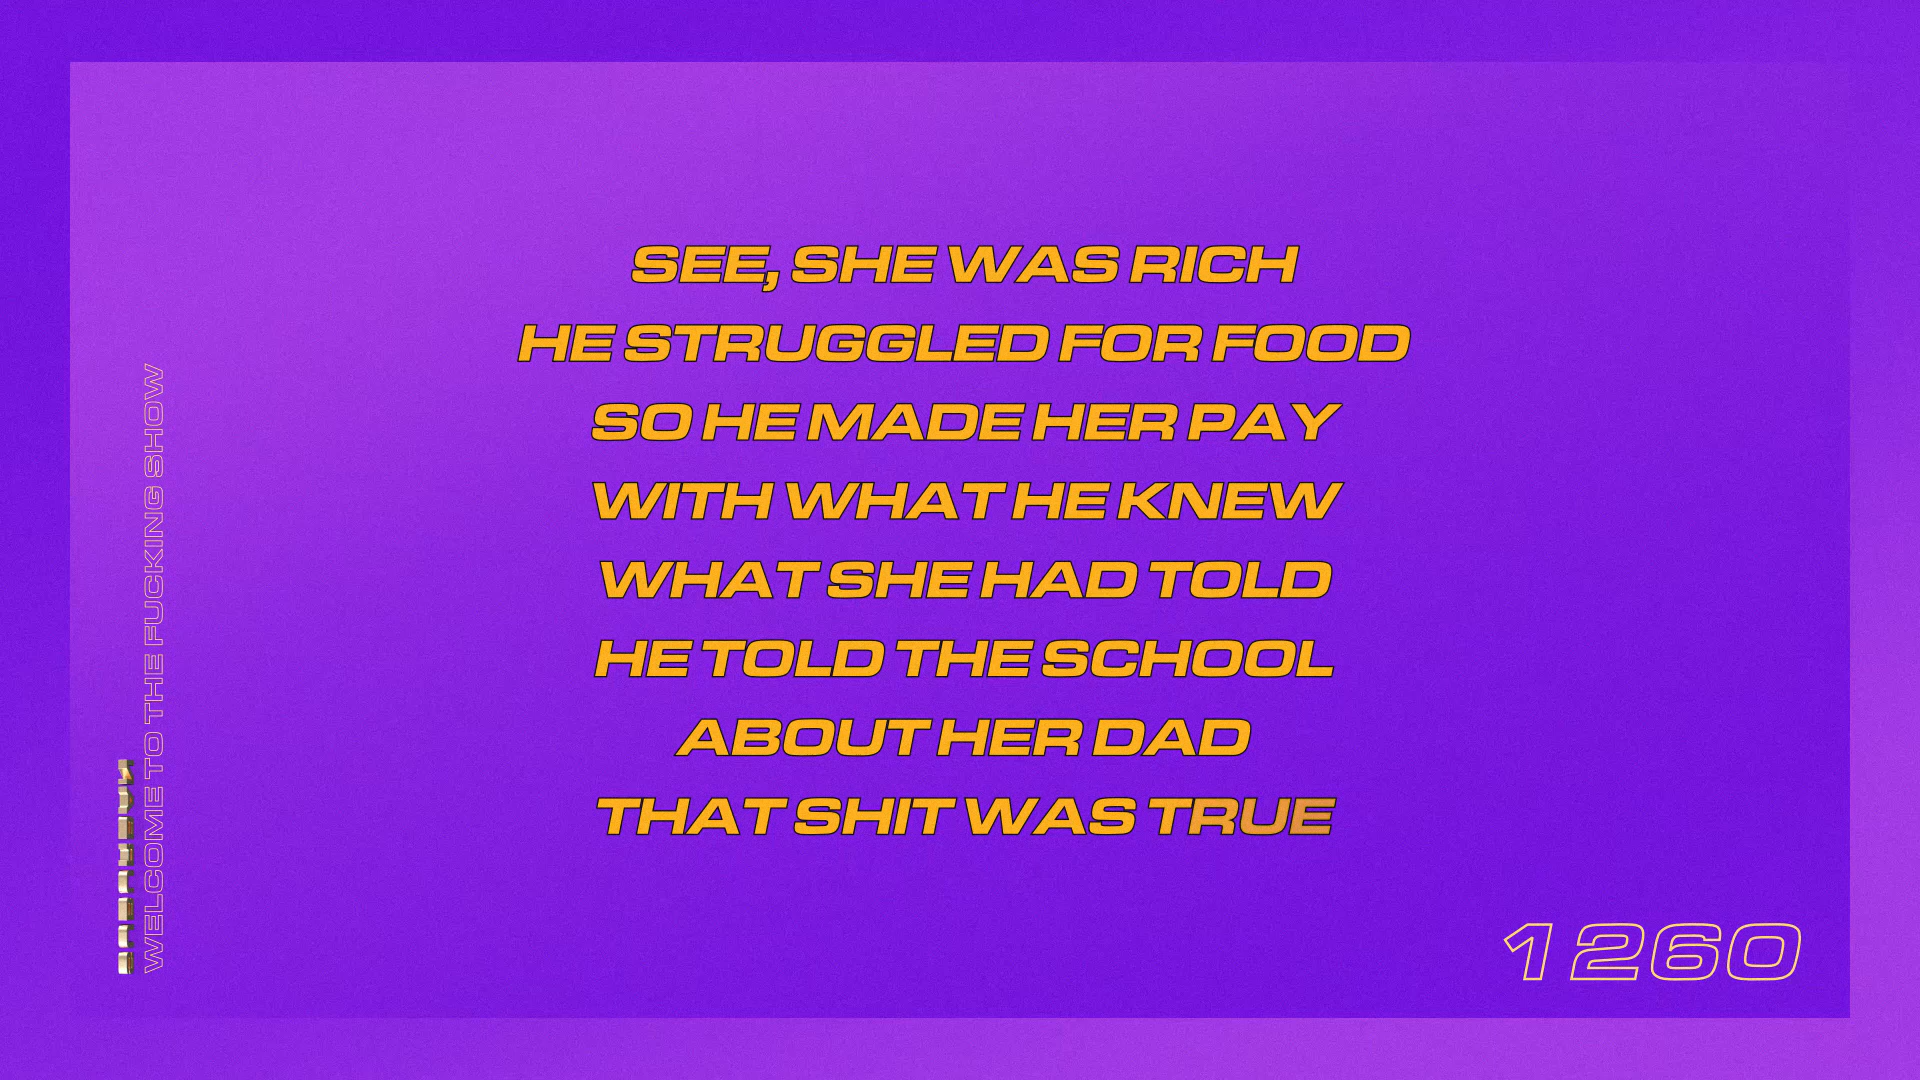 SEE, SHE WAS RICH
HE STRUGGLED FOR FOOD
SO HE MADE HER PAY
WITH WHAT HE KNEW
WHAT SHE HAD TOLD
HE TOLD THE SCHOOL
ABOUT HER DAD
THAT SHIT WAS TRUE
WELCOME TO THE FUCKING SHOW
1260